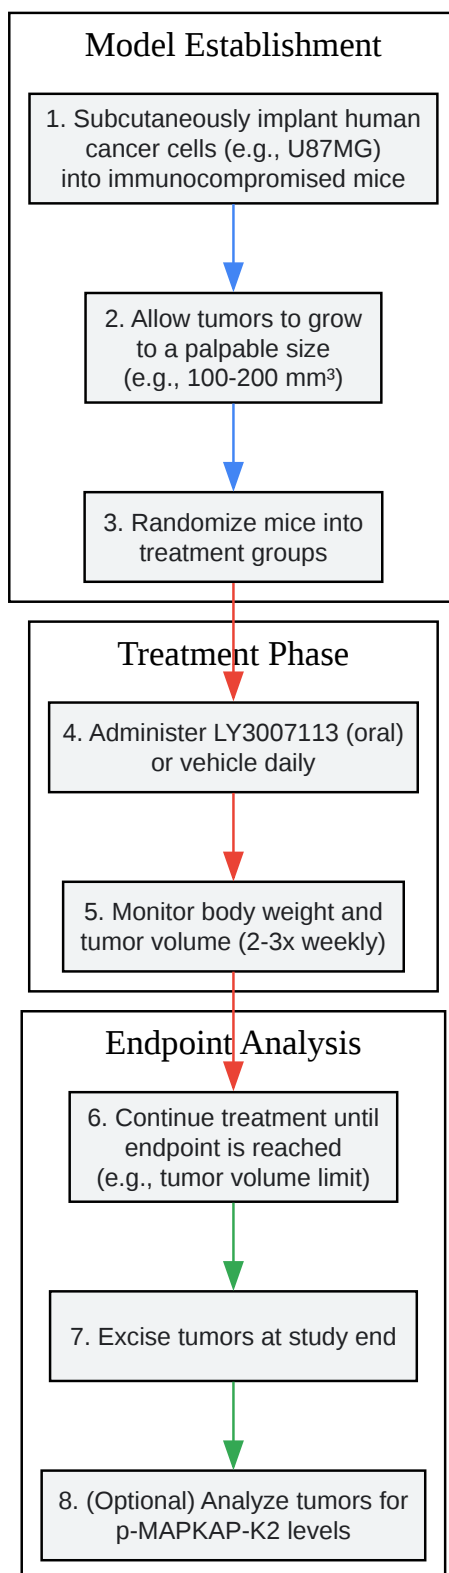 Model Establishment
1. Subcutaneously implant human
cancer cells (e.g., U87MG)
into immunocompromised mice
2. Allow tumors to grow
to a palpable size
(e.g., 100-200 mm³)
3. Randomize mice into
treatment groups
Treatment Phase
4. Administer LY3007113 (oral)
or vehicle daily
5. Monitor body weight and
tumor volume (2-3x weekly)
Endpoint Analysis
6. Continue treatment until
endpoint is reached
(e.g., tumor volume limit)
7. Excise tumors at study end
8. (Optional) Analyze tumors for
p-MAPKAP-K2 levels